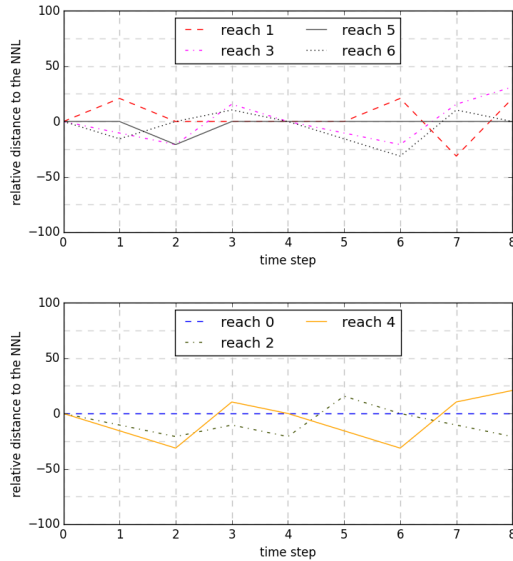 100
50
0
−50
−100
relative distance to the NNL
reach 1
reach 3
reach 5
reach 6
0 1 2 3 4 5 6 7 8
time step
100
50
0
−50
−100
relative distance to the NNL
reach 0
reach 2
reach 4
0 1 2 3 4 5 6 7 8
time step